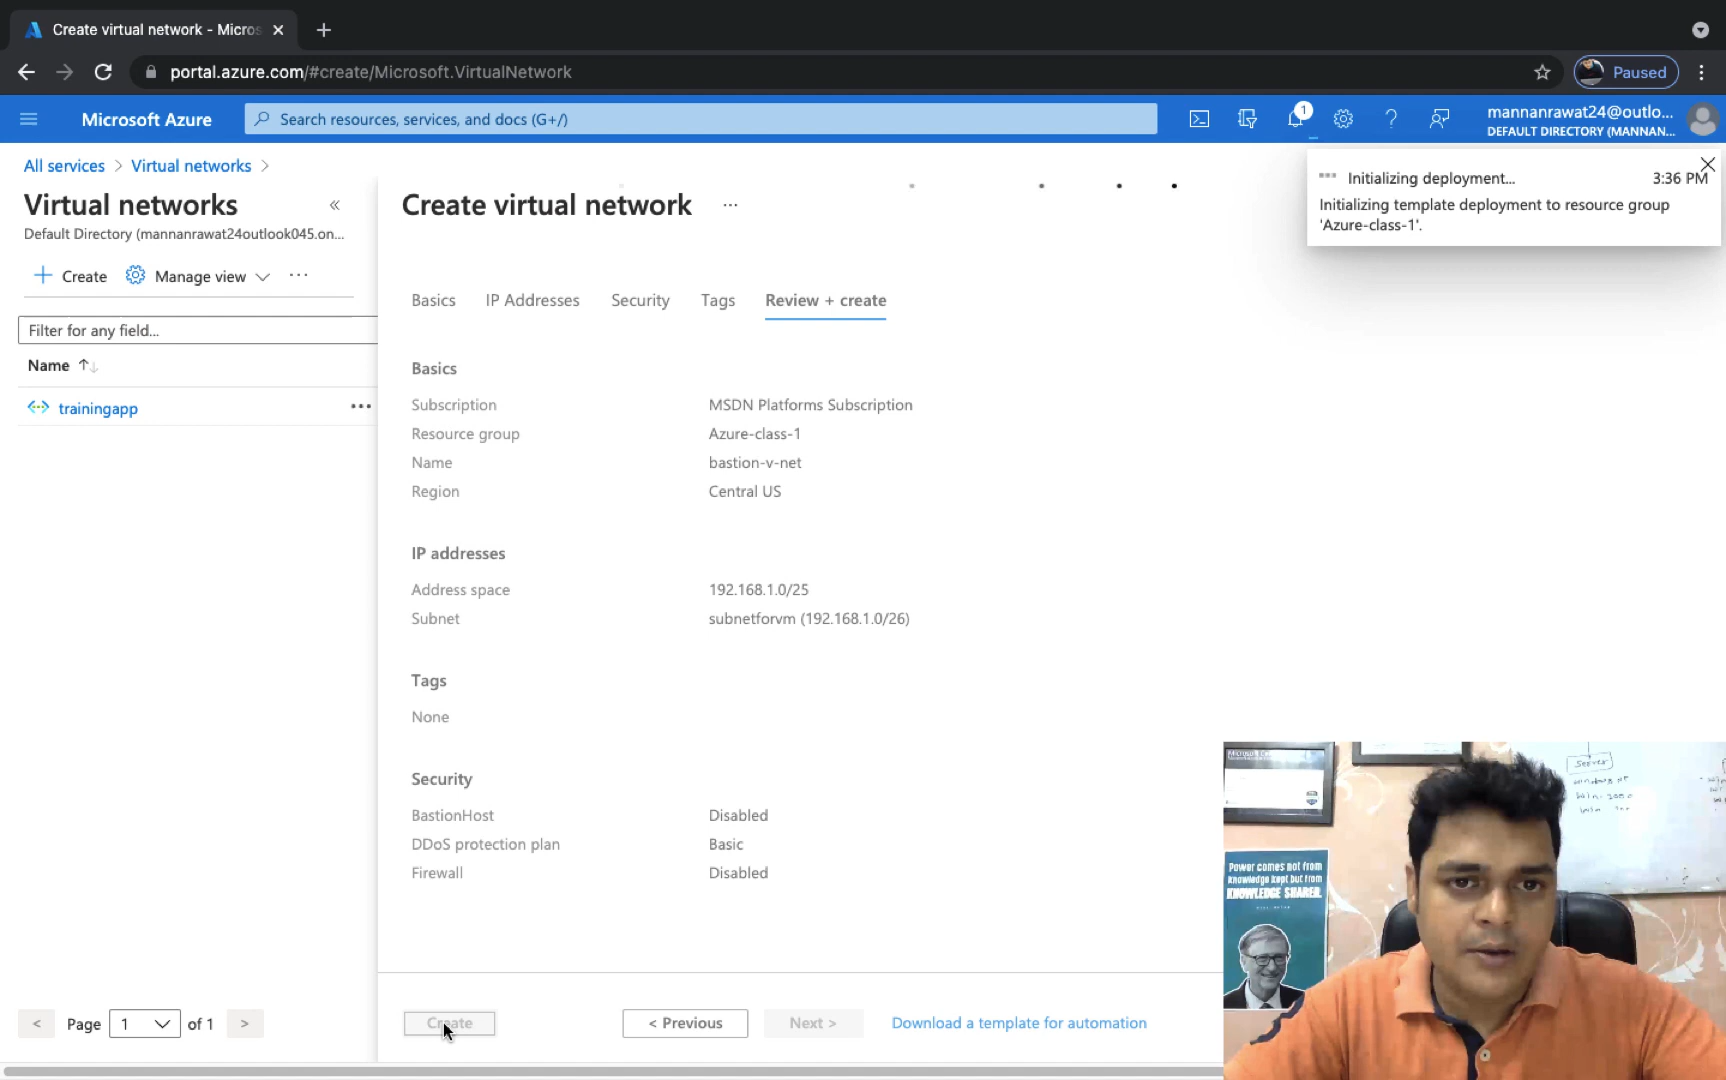 Create virtual network - Micros
portal.azure.com/#create/Microsoft.VirtualNetwork
Paused
Microsoft Azure
Search resources, services, and docs (G+/)
1
mannanrawat24@outlo...
DEFAULT DIRECTORY (MANNAN...
All services > Virtual networks >
Virtual networks
«
Default Directory (mannanrawat24outlook045.on...
Create
Manage view
Filter for any field...
Name
trainingapp
< Page 1 of 1 >
Create virtual network
Initializing deployment...
3:36 PM
Initializing template deployment to resource group
'Azure-class-1'.
Basics
IP Addresses
Security
Tags
Review + create
Basics
Subscription
MSDN Platforms Subscription
Resource group
Azure-class-1
Name
bastion-v-net
Region
Central US
IP addresses
Address space
192.168.1.0/25
Subnet
subnetforvm (192.168.1.0/26)
Tags
None
Security
BastionHost
Disabled
DDoS protection plan
Basic
Firewall
Disabled
Create
< Previous
Next >
Download a template for automation
Server
Power comes not from
knowledge kept but from
KNOWLEDGE SHARED